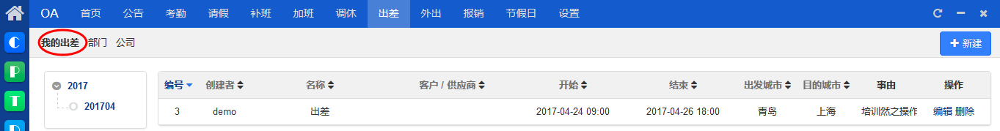 OA 首页 公告 考勤 请假 补班 加班 调休 出差 外出 报销 节假日 设置
我的出差 部门 公司 + 新建
C
2017 编号 创建者 名称 客户 / 供应商 开始 结束 出发城市 目的城市 事由 操作
P
201704 3 demo 出差 2017-04-24 09:00 2017-04-26 18:00 青岛 上海 培训然之操作 编辑 删除
T